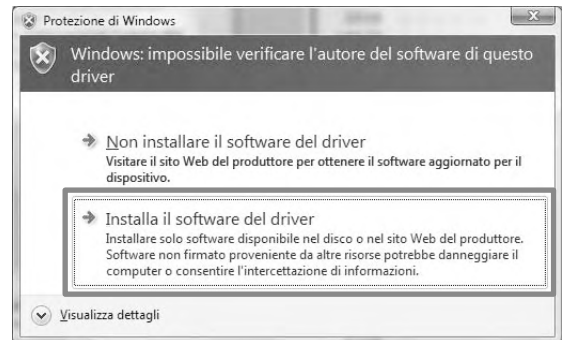 Protezione di Windows
Windows: impossibile verificare l'autore del software di questo
driver
Non installare il software del driver
Visitare il sito Web del produttore per ottenere il software aggiornato per il
dispositivo.
Installa il software del driver
Installare solo software disponibile nel disco o nel sito Web del produttore.
Software non firmato proveniente da altre risorse potrebbe danneggiare il
computer o consentire l'intercettazione di informazioni.
Visualizza dettagli